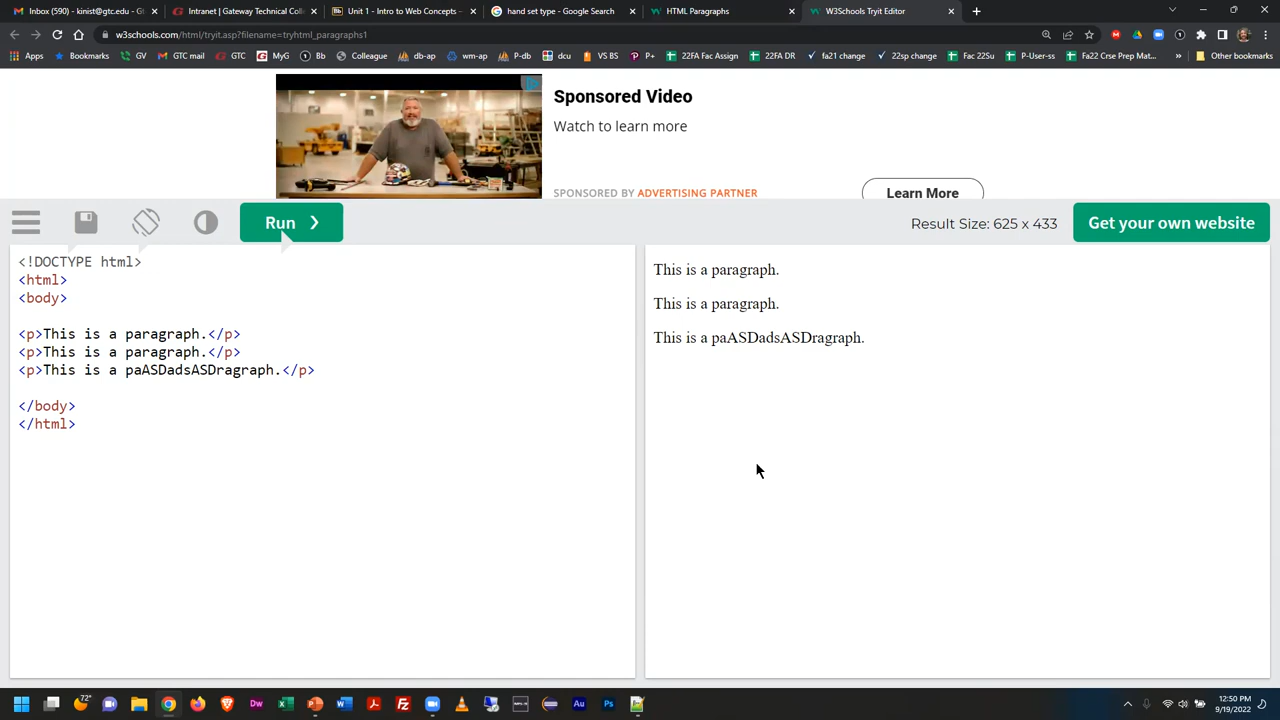 Inbox (590) - kinist@gtc.edu - G
Intranet | Gateway Technical Coll
Unit 1 - Intro to Web Concepts –
hand set type - Google Search
HTML Paragraphs
W3Schools Tryit Editor
w3schools.com/html/tryit.asp?filename=tryhtml_paragraphs1
Apps Bookmarks GV GTC mail GTC MyG Colleague db-ap wm-ap P-db dcu VS BS P+ 22FA Fac Assign 22FA DR fa21 change 22sp change Fac 22Su P-User-ss Fa22 Crse Prep Mat... » Other bookmarks
Sponsored Video
Watch to learn more
SPONSORED BY ADVERTISING PARTNER
Learn More
Run ❯
Result Size: 625 x 433
Get your own website
<!DOCTYPE html>
<html>
<body>
<p>This is a paragraph.</p>
<p>This is a paragraph.</p>
<p>This is a paASDadsASDragraph.</p>
</body>
</html>
This is a paragraph.
This is a paragraph.
This is a paASDadsASDragraph.
72°
Dw
Au
Ps
12:50 PM
9/19/2022